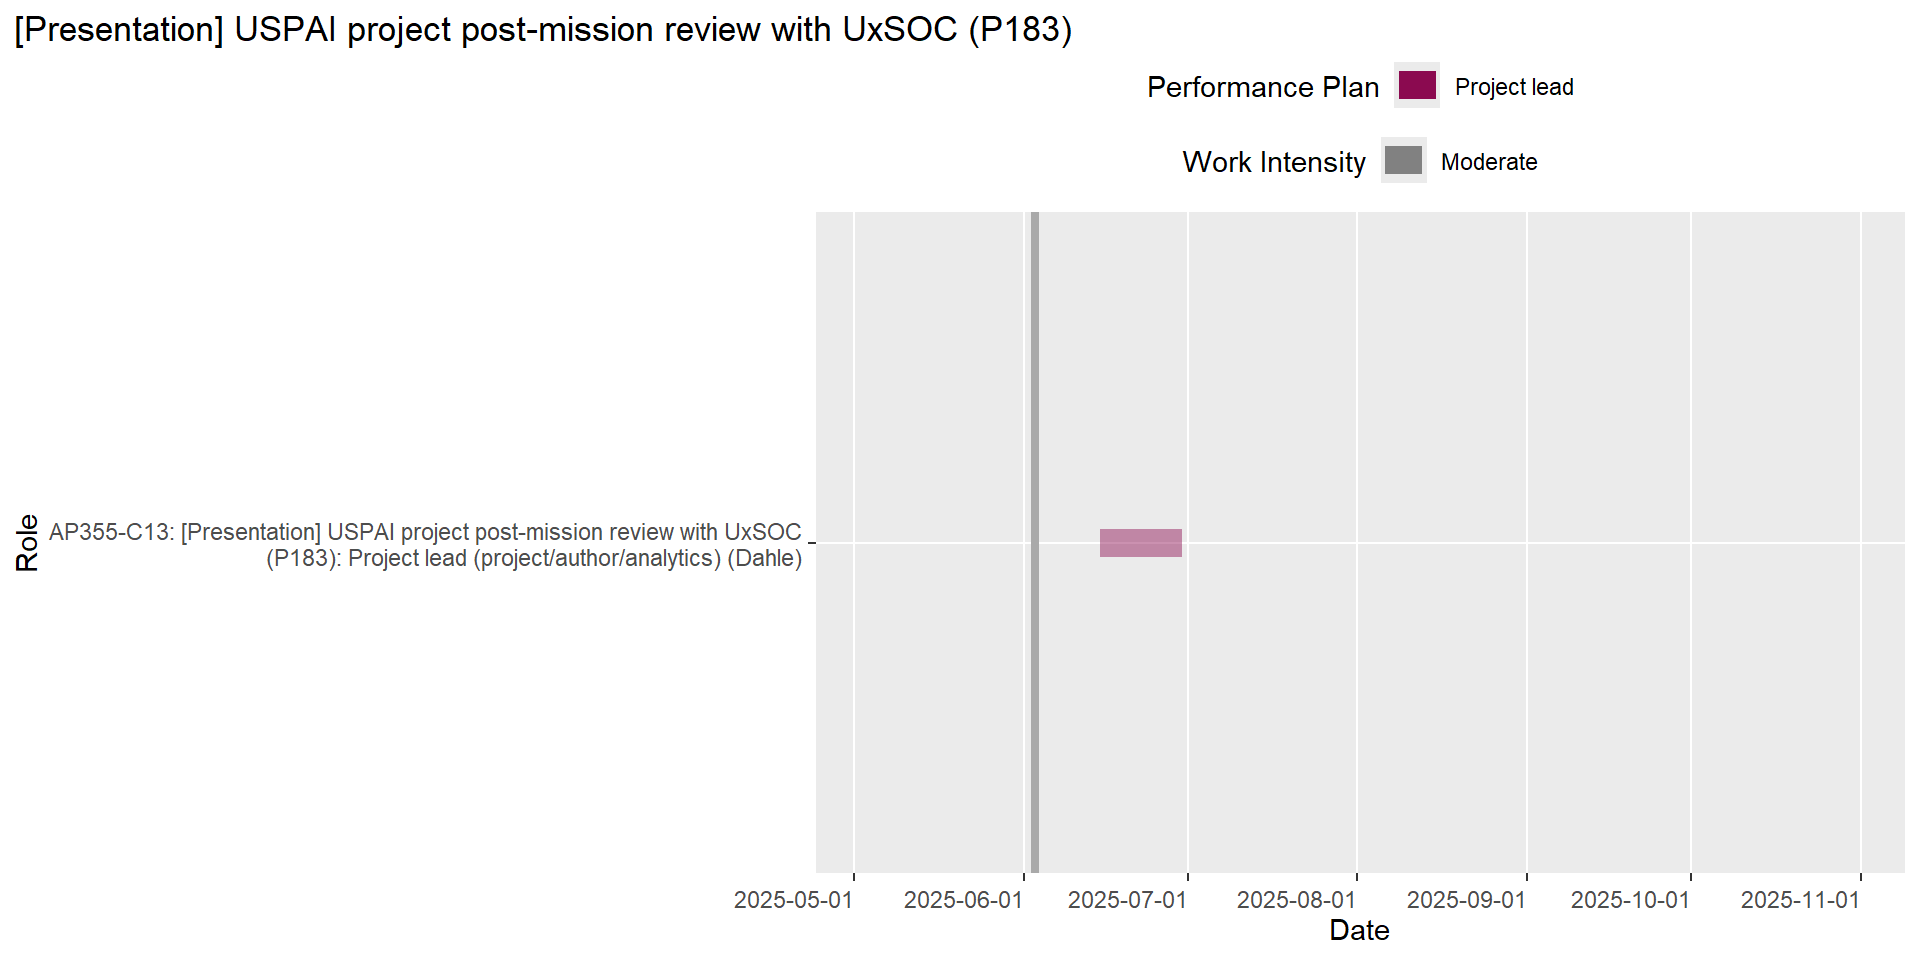 [Presentation] USPAI project post-mission review with UxSOC (P183)
Performance Plan
Project lead
Work Intensity
Moderate
Role
AP355-C13: [Presentation] USPAI project post-mission review with UxSOC
(P183): Project lead (project/author/analytics) (Dahle)
2025-05-01
2025-06-01
2025-07-01
2025-08-01
2025-09-01
2025-10-01
2025-11-01
Date